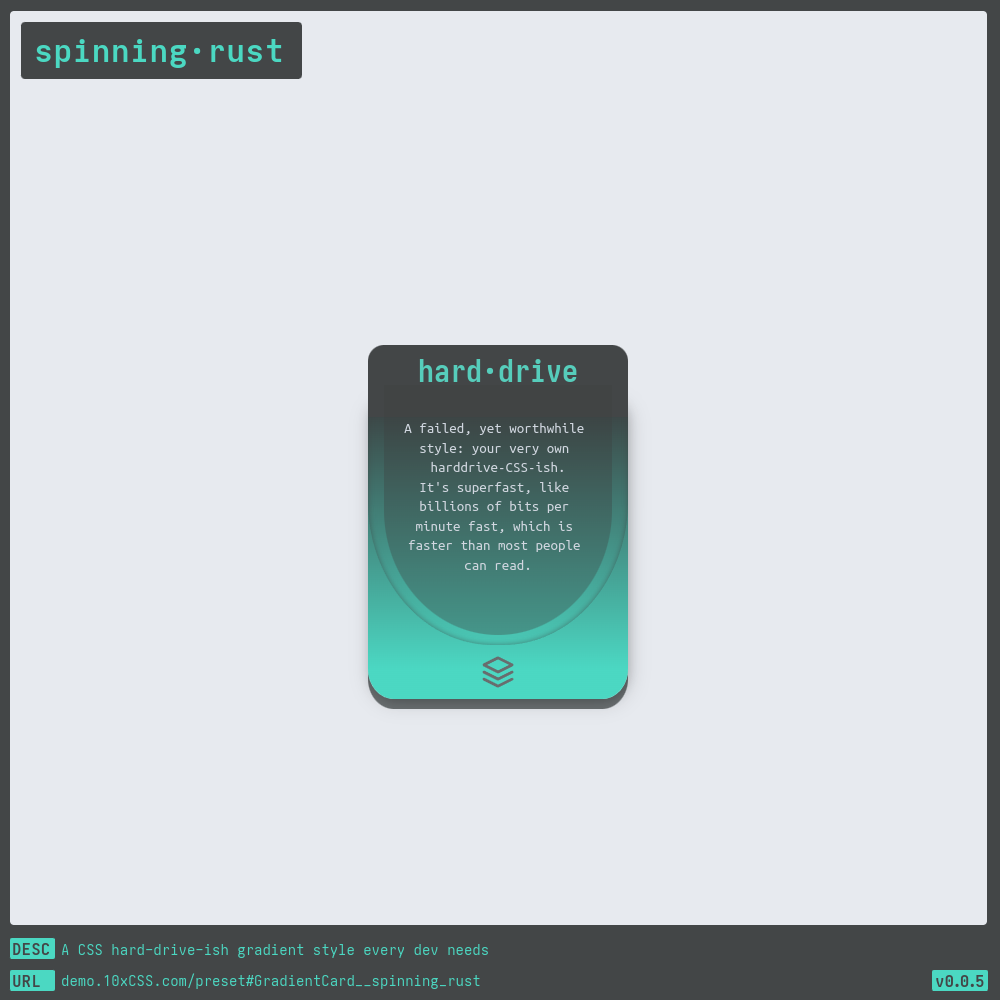 spinning·rust
hard·drive
A failed, yet worthwhile
style: your very own
harddrive-CSS-ish.
It's superfast, like
billions of bits per
minute fast, which is
faster than most people
can read.
DESC A CSS hard-drive-ish gradient style every dev needs
URL demo.10xCSS.com/preset#GradientCard__spinning_rust
v0.0.5